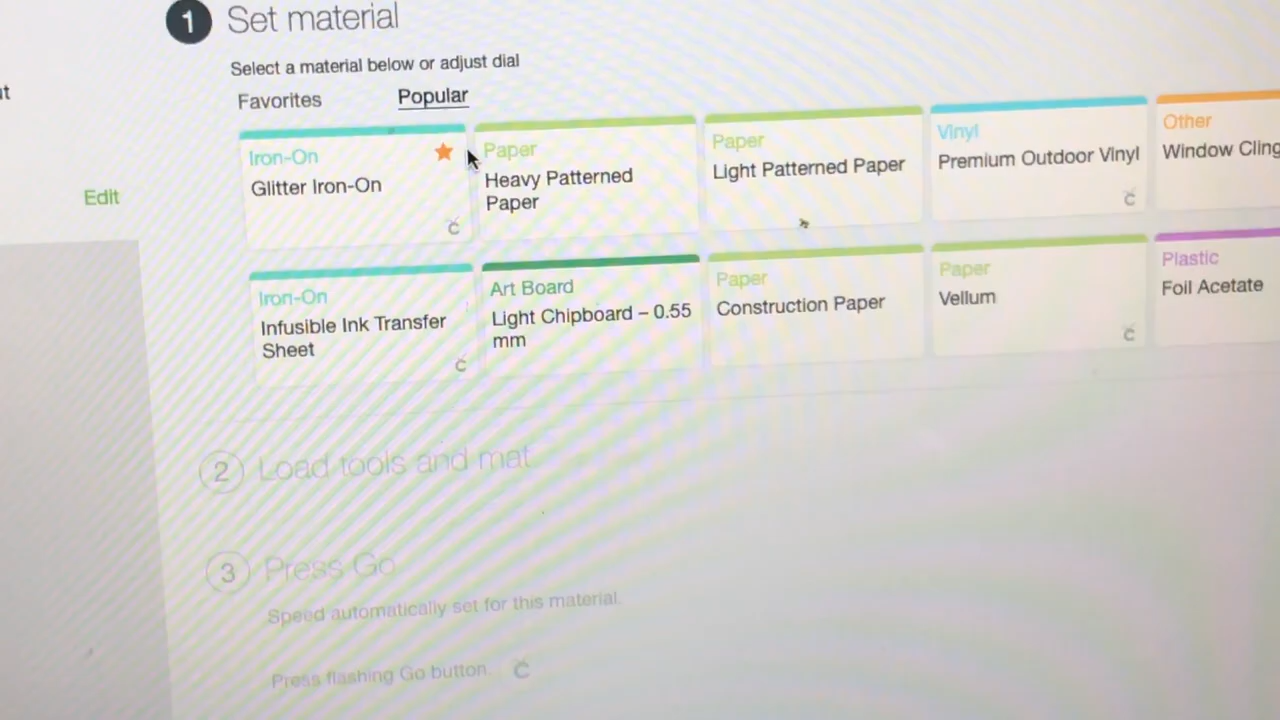 1 Set material
Select a material below or adjust dial
Favorites Popular
Iron-On
Glitter Iron-On
Paper
Heavy Patterned
Paper
Paper
Light Patterned Paper
Vinyl
Premium Outdoor Vinyl
Other
Window Cling
Edit
Iron-On
Infusible Ink Transfer
Sheet
Art Board
Light Chipboard – 0.55
mm
Paper
Construction Paper
Paper
Vellum
Plastic
Foil Acetate
2 Load tools and mat
3 Press Go
Speed automatically set for this material.
Press flashing Go button.